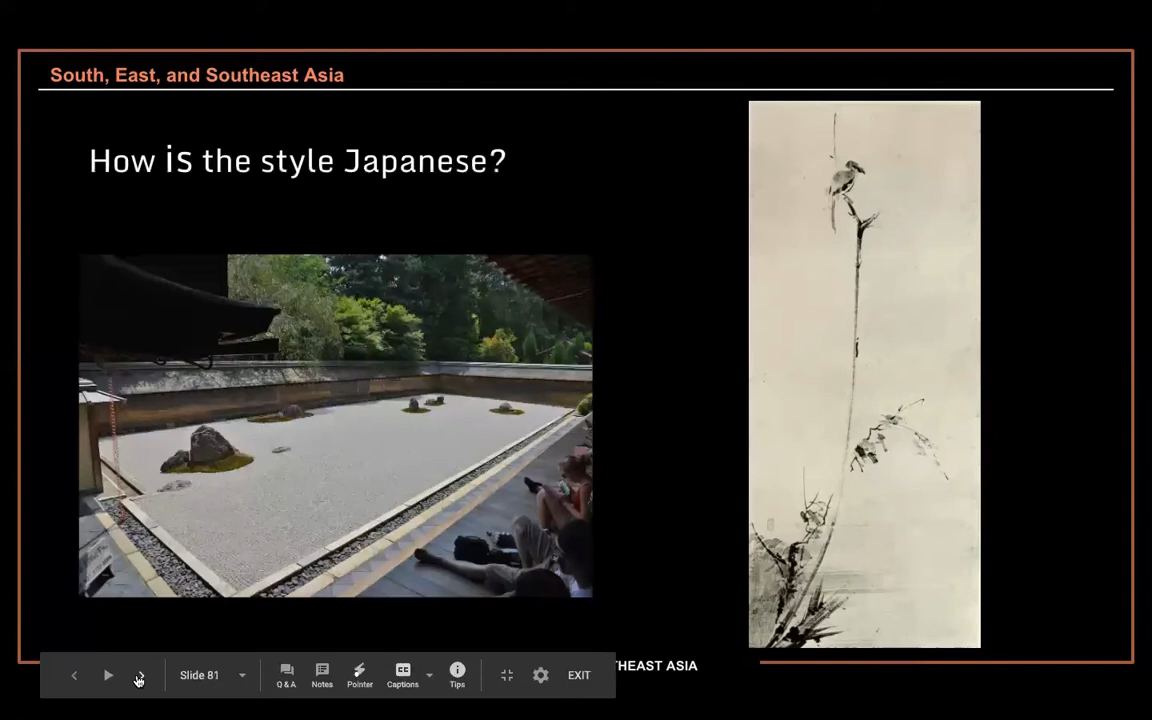 South, East, and Southeast Asia
How is the style Japanese?
THEAST ASIA
Slide 81
Q & A
Notes
Pointer
CC
Captions
Tips
EXIT